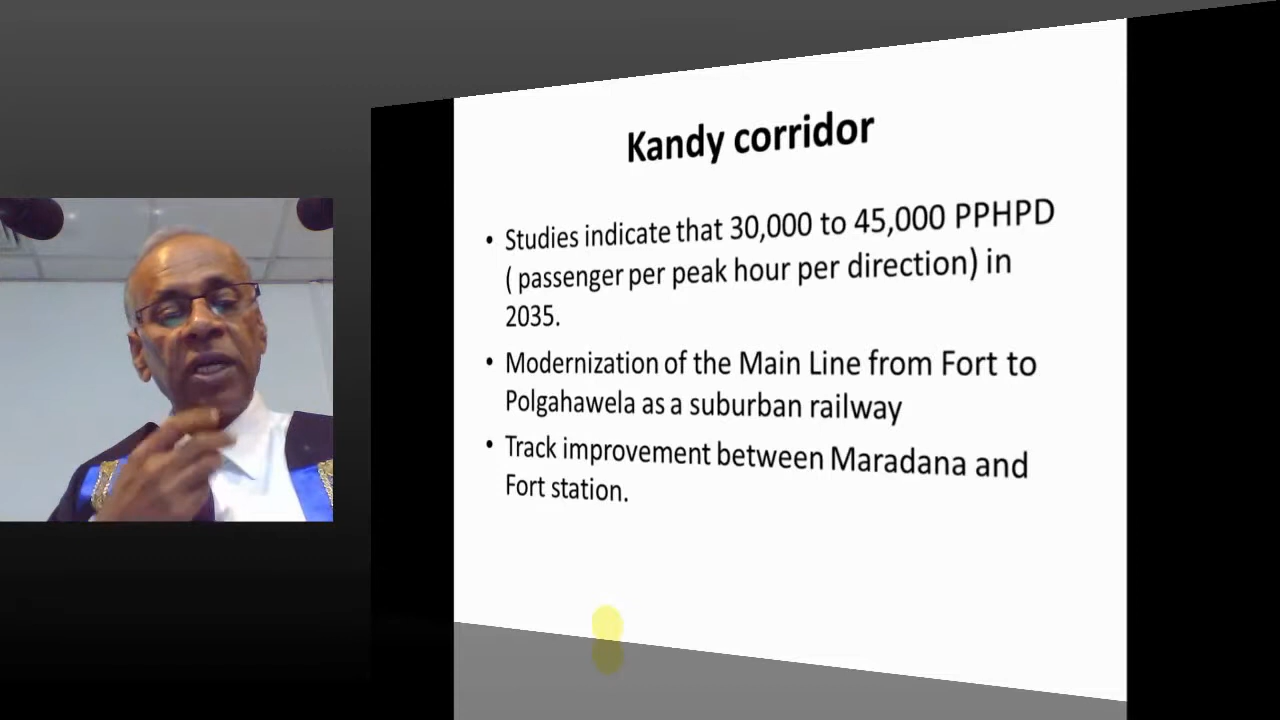 Kandy corridor
• Studies indicate that 30,000 to 45,000 PPHPD
( passenger per peak hour per direction) in
2035.
• Modernization of the Main Line from Fort to
Polgahawela as a suburban railway
• Track improvement between Maradana and
Fort station.